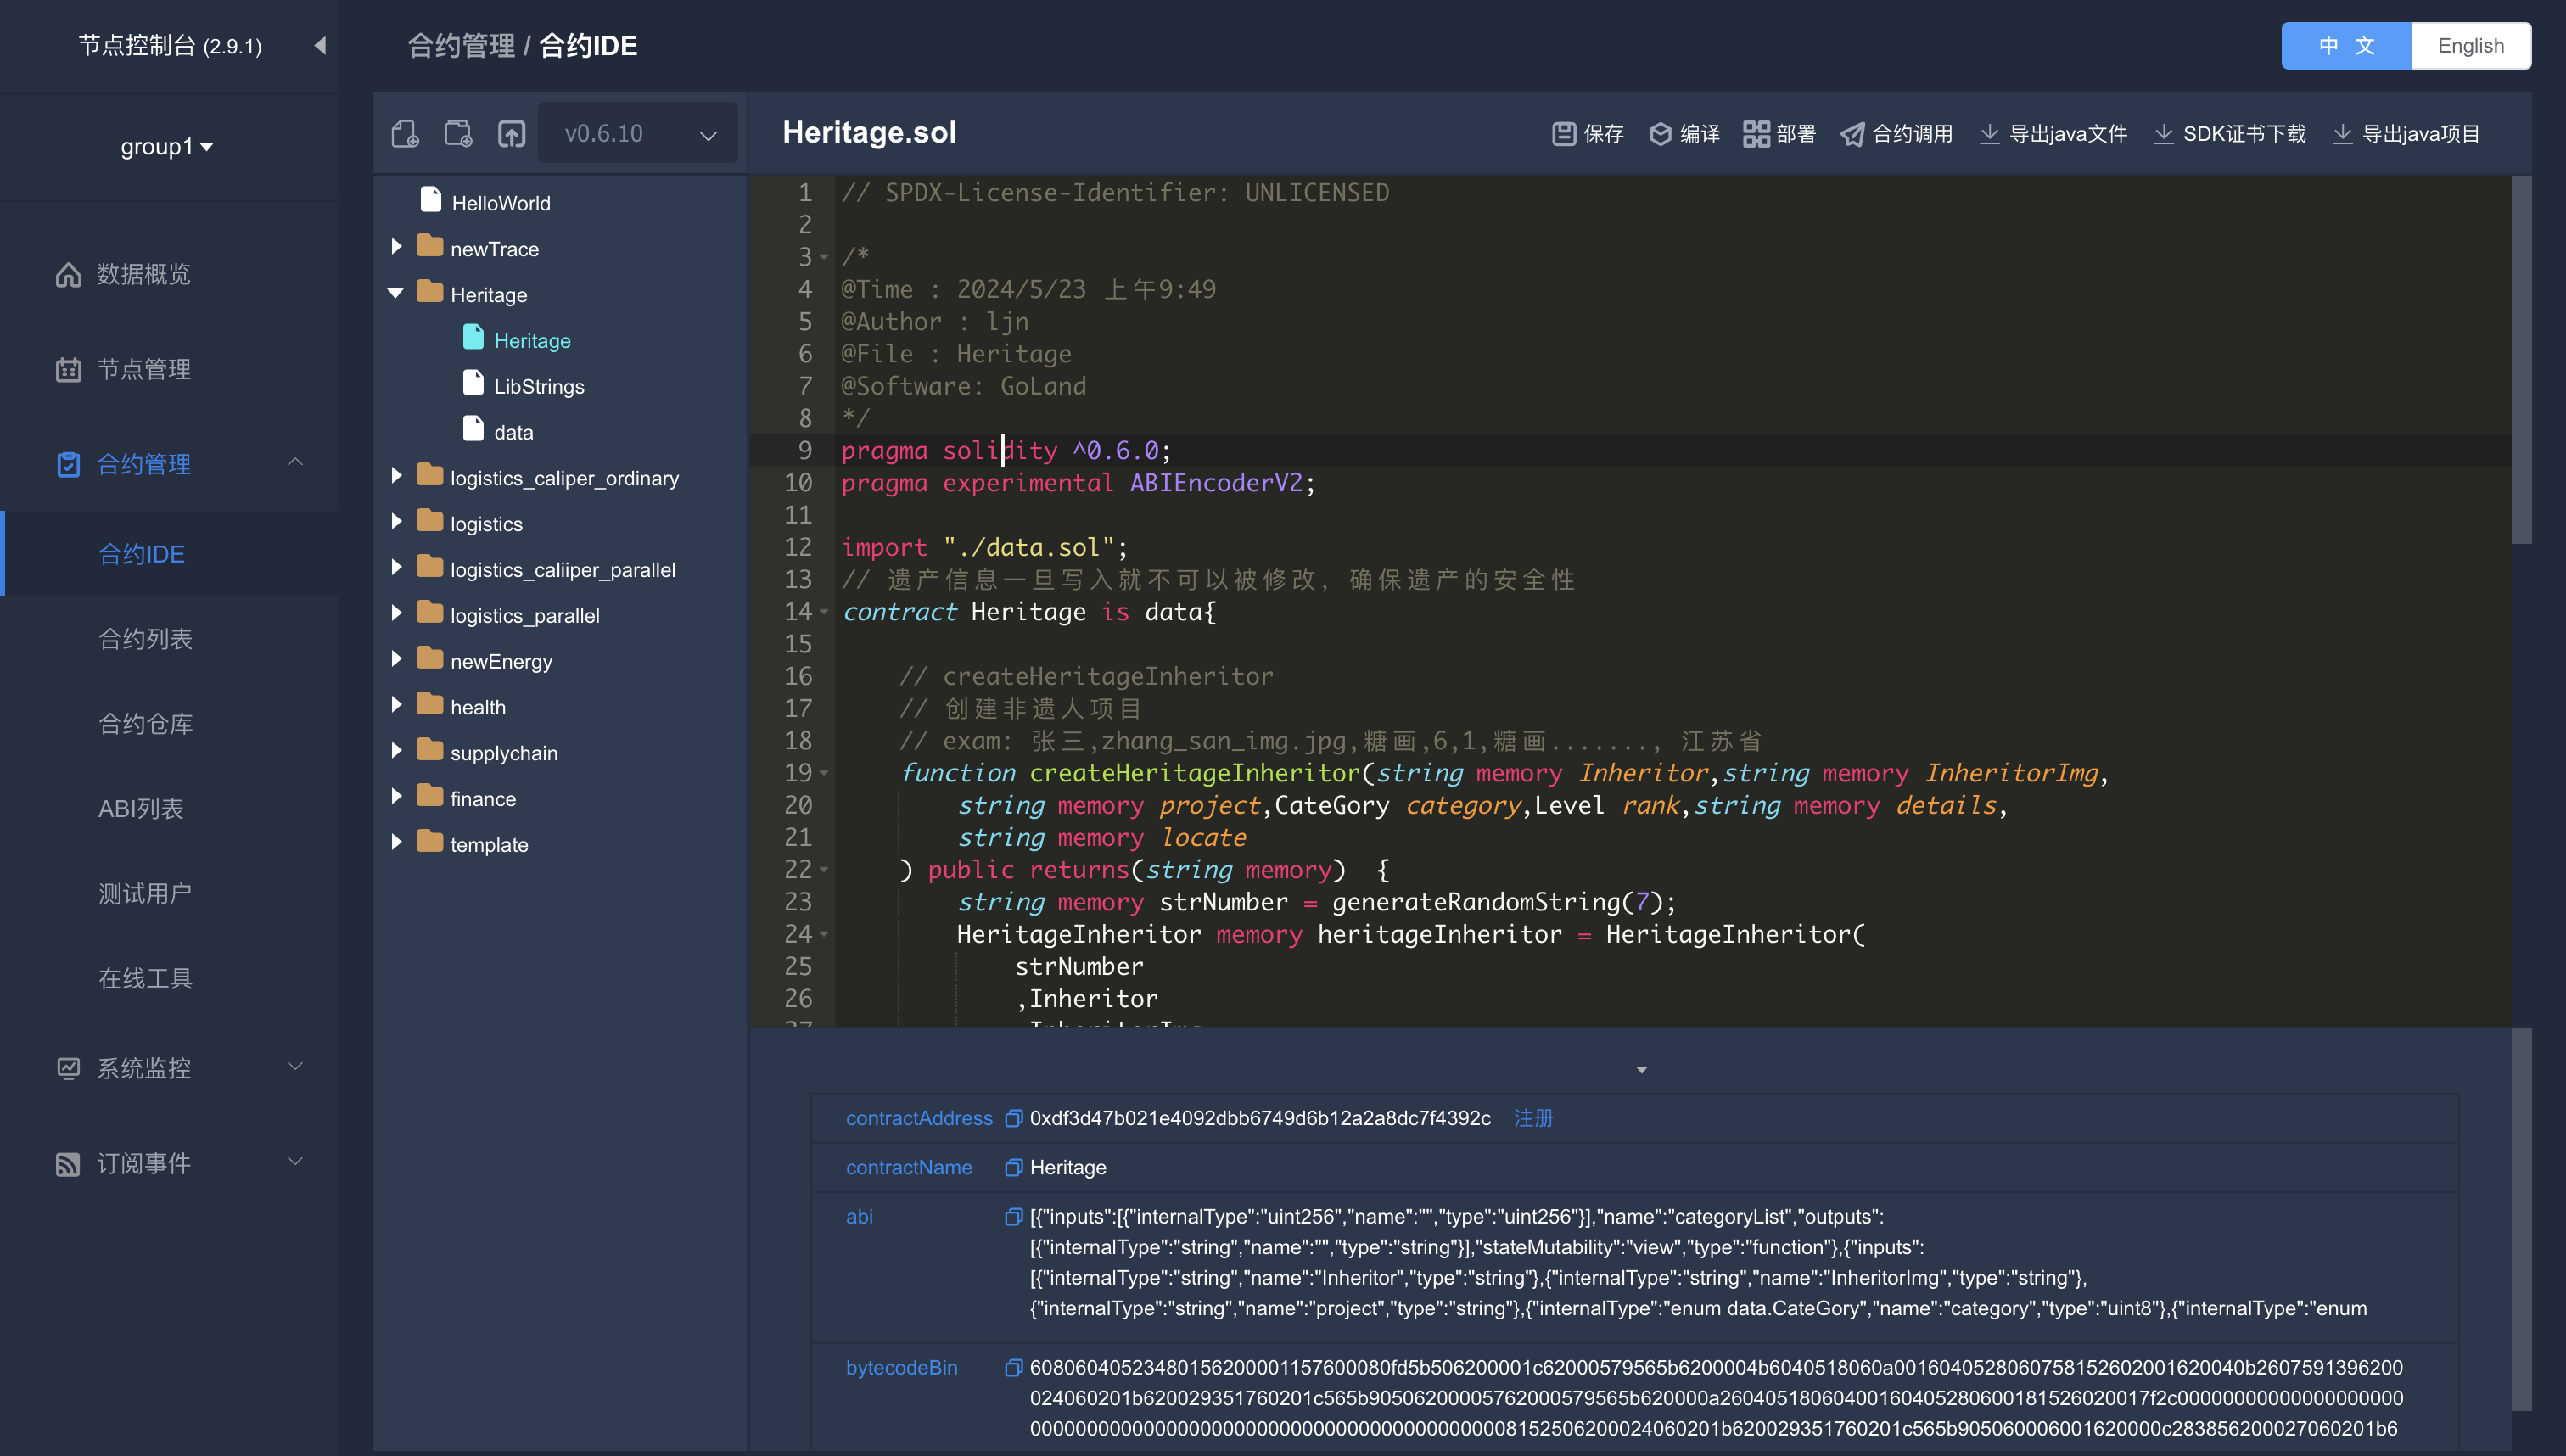 节点控制台 (2.9.1)
group1
数据概览
节点管理
合约管理
合约IDE
合约列表
合约仓库
ABI列表
测试用户
在线工具
系统监控
订阅事件
合约管理 / 合约IDE
中 文
English
v0.6.10
HelloWorld
newTrace
Heritage
Heritage
LibStrings
data
logistics_caliper_ordinary
logistics
logistics_caliiper_parallel
logistics_parallel
newEnergy
health
supplychain
finance
template
Heritage.sol
保存 编译 部署 合约调用 导出java文件 SDK证书下载 导出java项目
1 // SPDX-License-Identifier: UNLICENSED
2
3 /*
4 @Time : 2024/5/23 上午9:49
5 @Author : ljn
6 @File : Heritage
7 @Software: GoLand
8 */
9 pragma solidity ^0.6.0;
10 pragma experimental ABIEncoderV2;
11
12 import "./data.sol";
13 // 遗产信息一旦写入就不可以被修改, 确保遗产的安全性
14 contract Heritage is data{
15
16 // createHeritageInheritor
17 // 创建非遗人项目
18 // exam: 张三,zhang_san_img.jpg,糖画,6,1,糖画......., 江苏省
19 function createHeritageInheritor(string memory Inheritor,string memory InheritorImg,
20 string memory project,CateGory category,Level rank,string memory details,
21 string memory locate
22 ) public returns(string memory) {
23 string memory strNumber = generateRandomString(7);
24 HeritageInheritor memory heritageInheritor = HeritageInheritor(
25 strNumber
26 ,Inheritor
contractAddress 0xdf3d47b021e4092dbb6749d6b12a2a8dc7f4392c 注册
contractName Heritage
abi [{"inputs":[{"internalType":"uint256","name":"","type":"uint256"}],"name":"categoryList","outputs":
[{"internalType":"string","name":"","type":"string"}],"stateMutability":"view","type":"function"},{"inputs":
[{"internalType":"string","name":"Inheritor","type":"string"},{"internalType":"string","name":"InheritorImg","type":"string"},
{"internalType":"string","name":"project","type":"string"},{"internalType":"enum data.CateGory","name":"category","type":"uint8"},{"internalType":"enum
bytecodeBin